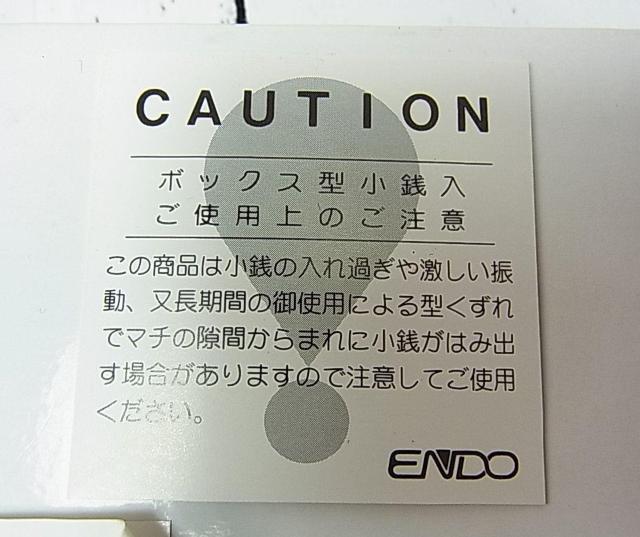 CAUTION
ボックス型小銭入
ご使用上のご注意
この商品は小銭の入れ過ぎや激しい振
動、又長期間の御使用による型くずれ
でマチの隙間からまれに小銭がはみ出
す場合がありますので注意してご使用
ください。
ENDO